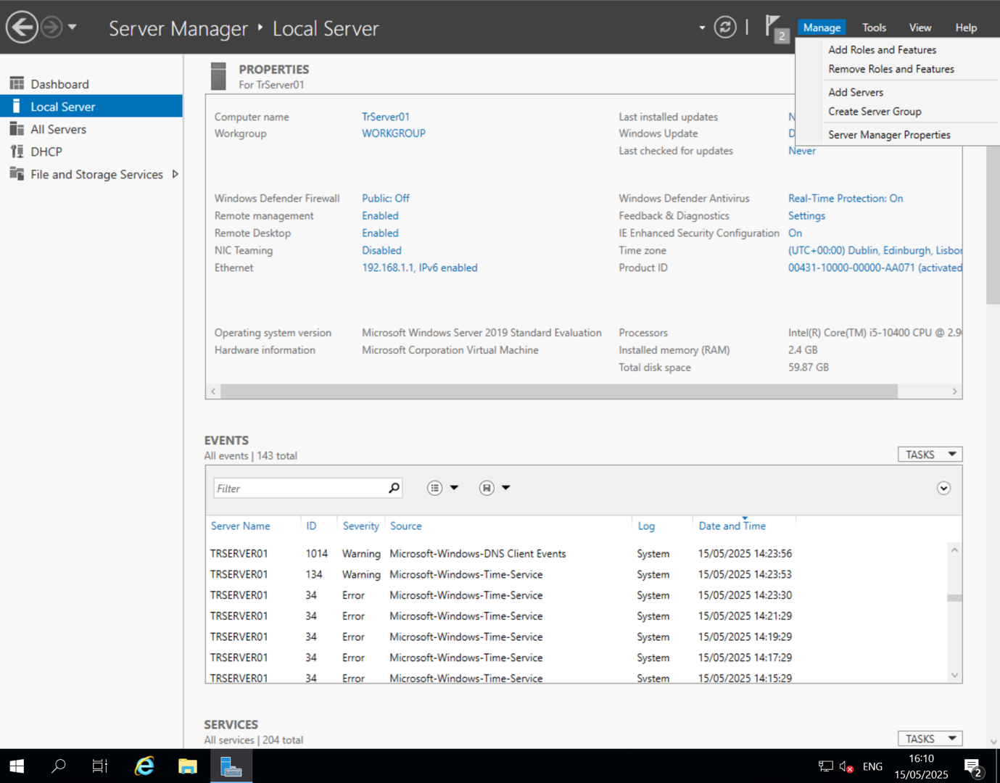 Server Manager ‣ Local Server
2
Manage
Tools
View
Help
Add Roles and Features
Remove Roles and Features
Add Servers
Create Server Group
Server Manager Properties
Dashboard
Local Server
All Servers
DHCP
File and Storage Services
PROPERTIES
For TrServer01
Computer name TrServer01 Last installed updates N
Workgroup WORKGROUP Windows Update D
Last checked for updates Never
Windows Defender Firewall Public: Off Windows Defender Antivirus Real-Time Protection: On
Remote management Enabled Feedback & Diagnostics Settings
Remote Desktop Enabled IE Enhanced Security Configuration On
NIC Teaming Disabled Time zone (UTC+00:00) Dublin, Edinburgh, Lisbor
Ethernet 192.168.1.1, IPv6 enabled Product ID 00431-10000-00000-AA071 (activated
Operating system version Microsoft Windows Server 2019 Standard Evaluation Processors Intel(R) Core(TM) i5-10400 CPU @ 2.9
Hardware information Microsoft Corporation Virtual Machine Installed memory (RAM) 2.4 GB
Total disk space 59.87 GB
EVENTS
All events | 143 total
TASKS
Filter
Server Name ID Severity Source Log Date and Time
TRSERVER01 1014 Warning Microsoft-Windows-DNS Client Events System 15/05/2025 14:23:56
TRSERVER01 134 Warning Microsoft-Windows-Time-Service System 15/05/2025 14:23:53
TRSERVER01 34 Error Microsoft-Windows-Time-Service System 15/05/2025 14:23:30
TRSERVER01 34 Error Microsoft-Windows-Time-Service System 15/05/2025 14:21:29
TRSERVER01 34 Error Microsoft-Windows-Time-Service System 15/05/2025 14:19:29
TRSERVER01 34 Error Microsoft-Windows-Time-Service System 15/05/2025 14:17:29
TRSERVER01 34 Error Microsoft-Windows-Time-Service System 15/05/2025 14:15:29
SERVICES
All services | 204 total
TASKS
ENG
16:10
15/05/2025
2